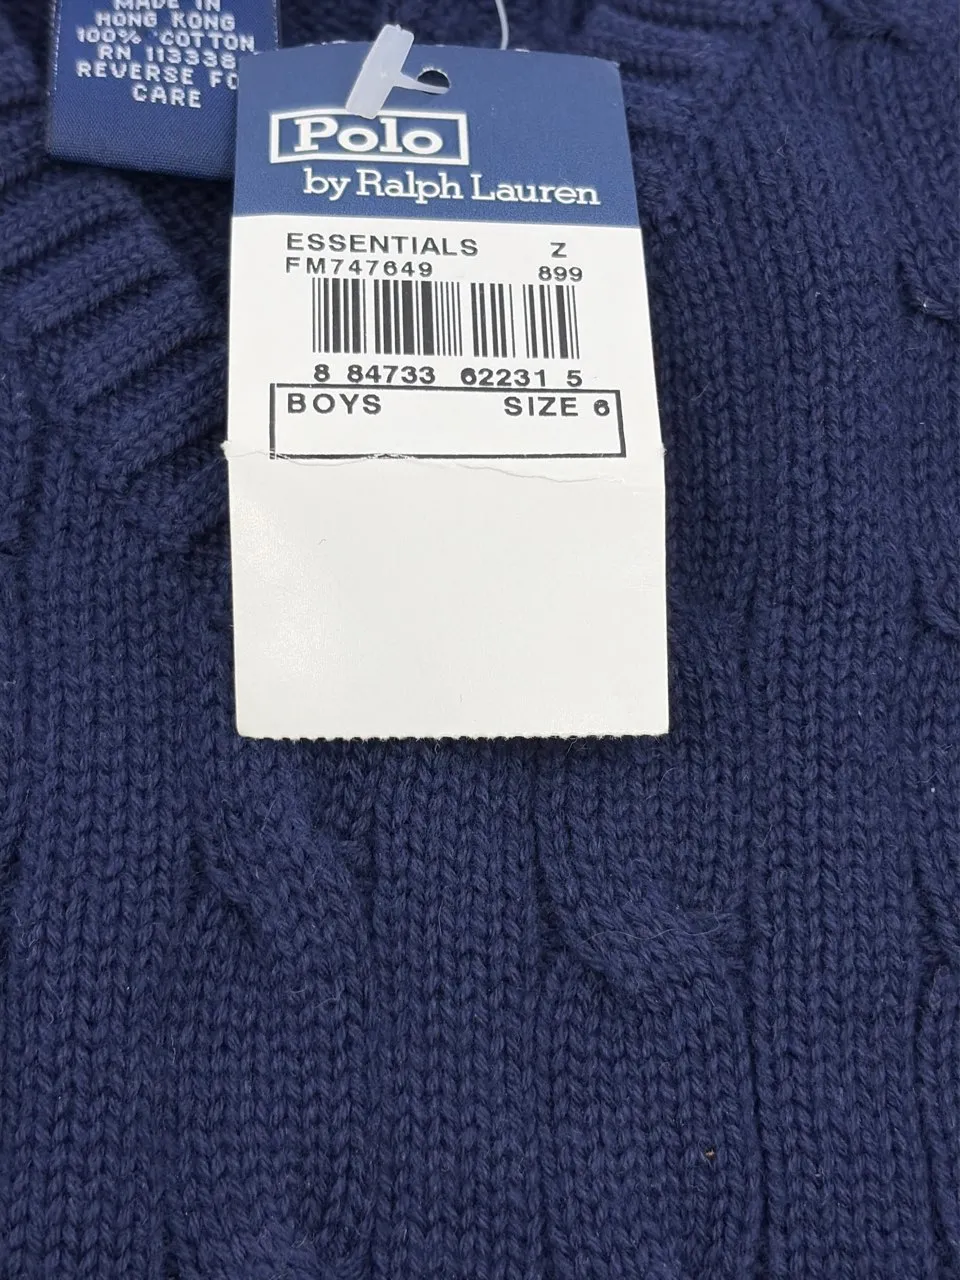 MADE IN
HONG KONG
100% COTTON
RN 113338
REVERSE FO
CARE
Polo
by Ralph Lauren
ESSENTIALS Z
FM747649 899
8 84733 62231 5
BOYS SIZE 6